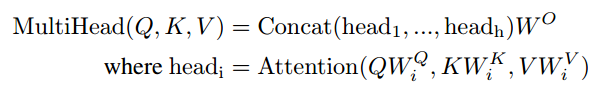 MultiHead(Q, K, V) = Concat(head₁, ..., headₕ)W^O
where headᵢ = Attention(QWᵢ^Q, KWᵢ^K, VWᵢ^V)